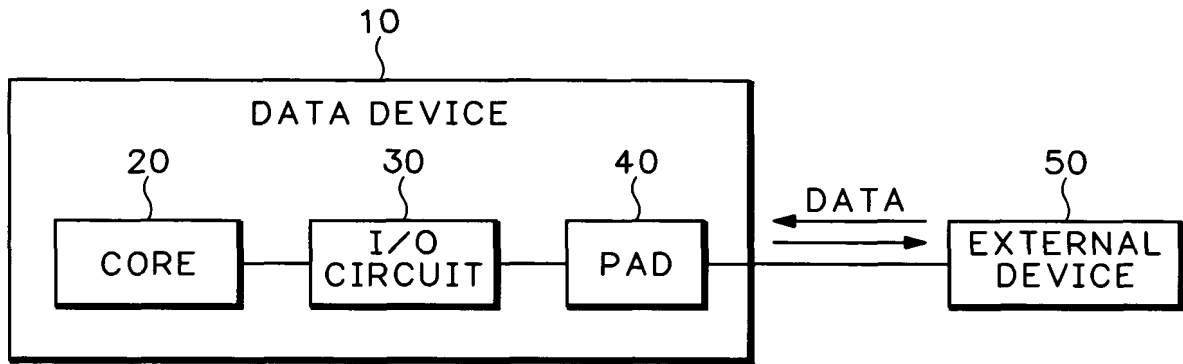 10
DATA DEVICE
20
30
40
50
DATA
CORE
I/O
CIRCUIT
PAD
EXTERNAL
DEVICE